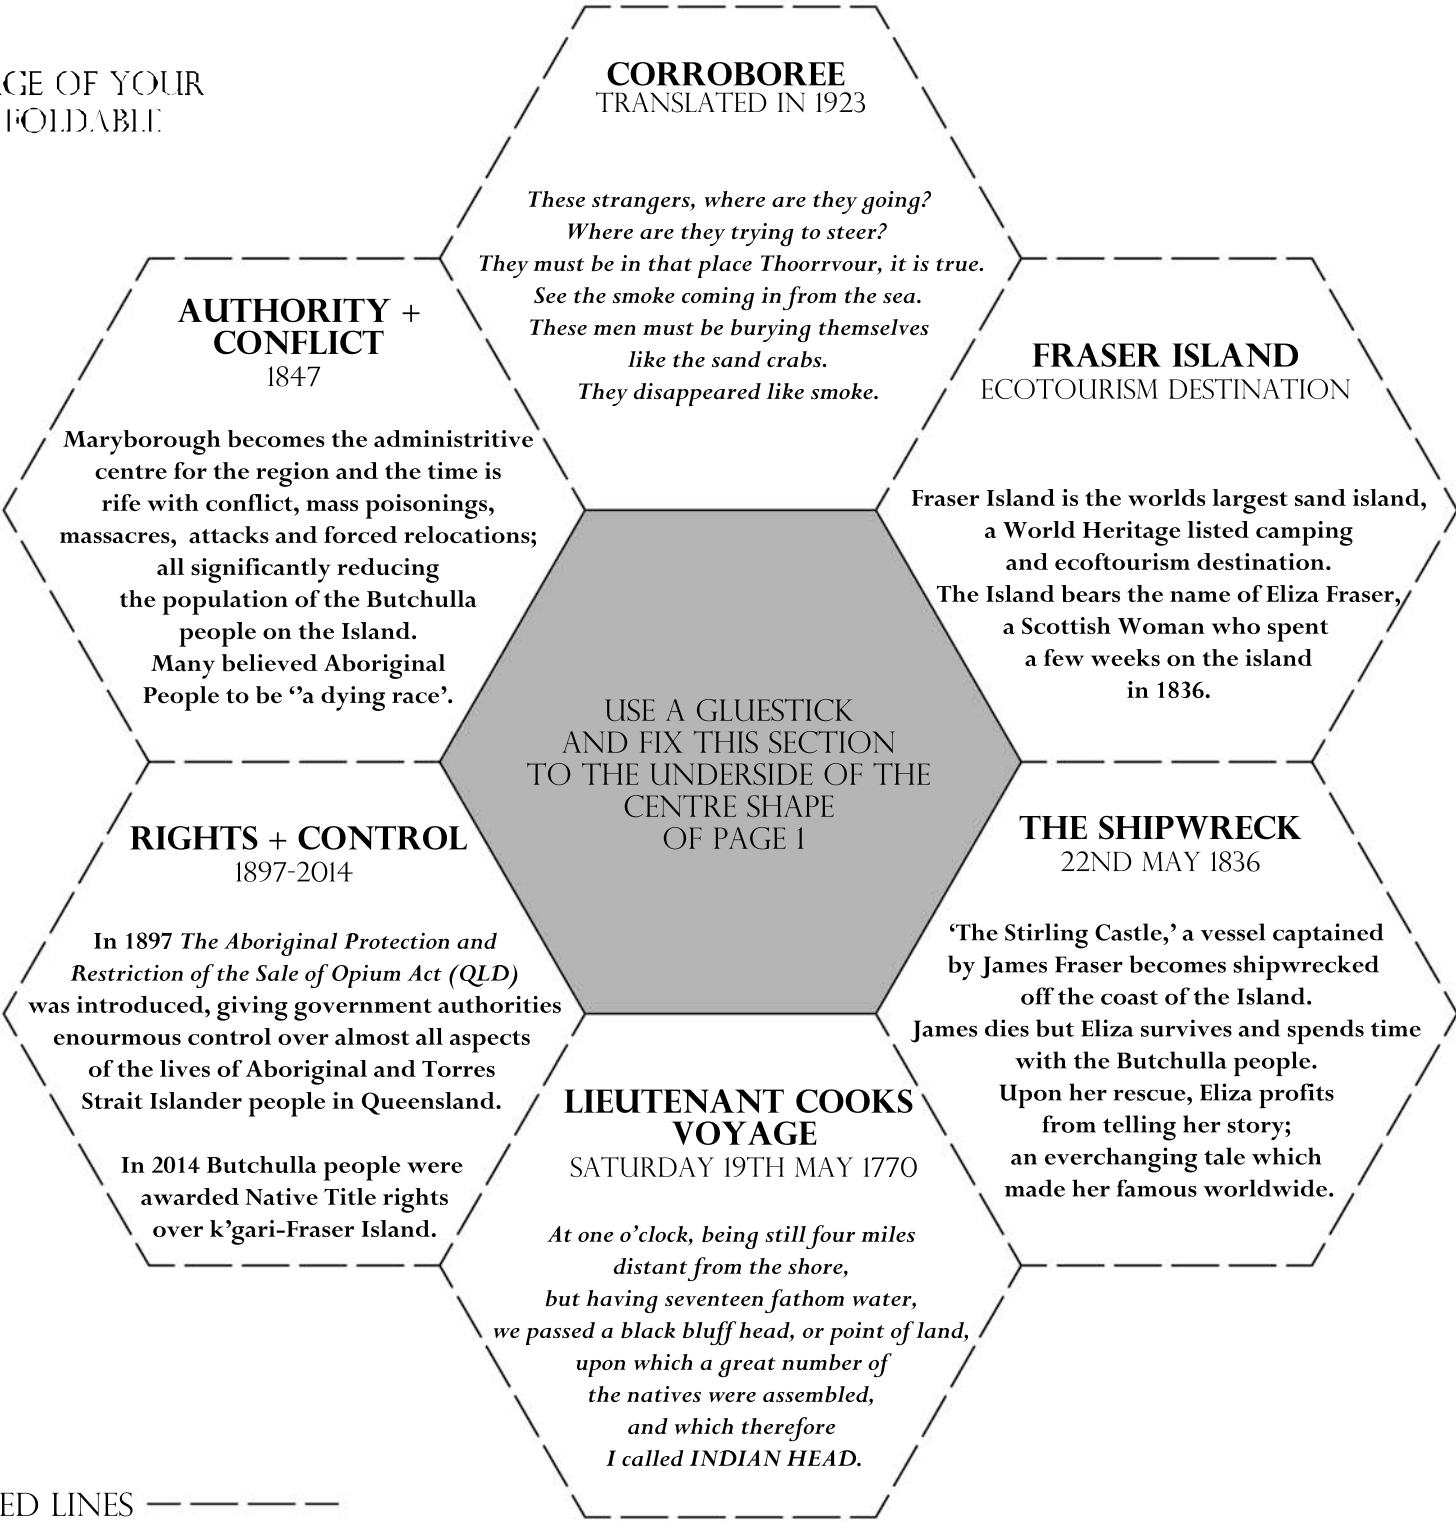 GE OF YOUR
FOLDABLE
CORROBOREE
TRANSLATED IN 1923
These strangers, where are they going?
Where are they trying to steer?
They must be in that place Thoorrvour, it is true.
See the smoke coming in from the sea.
These men must be burying themselves
like the sand crabs.
They disappeared like smoke.
AUTHORITY +
CONFLICT
1847
Maryborough becomes the administritive
centre for the region and the time is
rife with conflict, mass poisonings,
massacres, attacks and forced relocations;
all significantly reducing
the population of the Butchulla
people on the Island.
Many believed Aboriginal
People to be ‘’a dying race’.
FRASER ISLAND
ECOTOURISM DESTINATION
Fraser Island is the worlds largest sand island,
a World Heritage listed camping
and ecoftourism destination.
The Island bears the name of Eliza Fraser,
a Scottish Woman who spent
a few weeks on the island
in 1836.
USE A GLUESTICK
AND FIX THIS SECTION
TO THE UNDERSIDE OF THE
CENTRE SHAPE
OF PAGE 1
RIGHTS + CONTROL
1897-2014
In 1897 The Aboriginal Protection and
Restriction of the Sale of Opium Act (QLD)
was introduced, giving government authorities
enourmous control over almost all aspects
of the lives of Aboriginal and Torres
Strait Islander people in Queensland.
In 2014 Butchulla people were
awarded Native Title rights
over k’gari-Fraser Island.
THE SHIPWRECK
22ND MAY 1836
‘The Stirling Castle,’ a vessel captained
by James Fraser becomes shipwrecked
off the coast of the Island.
James dies but Eliza survives and spends time
with the Butchulla people.
Upon her rescue, Eliza profits
from telling her story;
an everchanging tale which
made her famous worldwide.
LIEUTENANT COOKS
VOYAGE
SATURDAY 19TH MAY 1770
At one o’clock, being still four miles
distant from the shore,
but having seventeen fathom water,
we passed a black bluff head, or point of land,
upon which a great number of
the natives were assembled,
and which therefore
I called INDIAN HEAD.
ED LINES